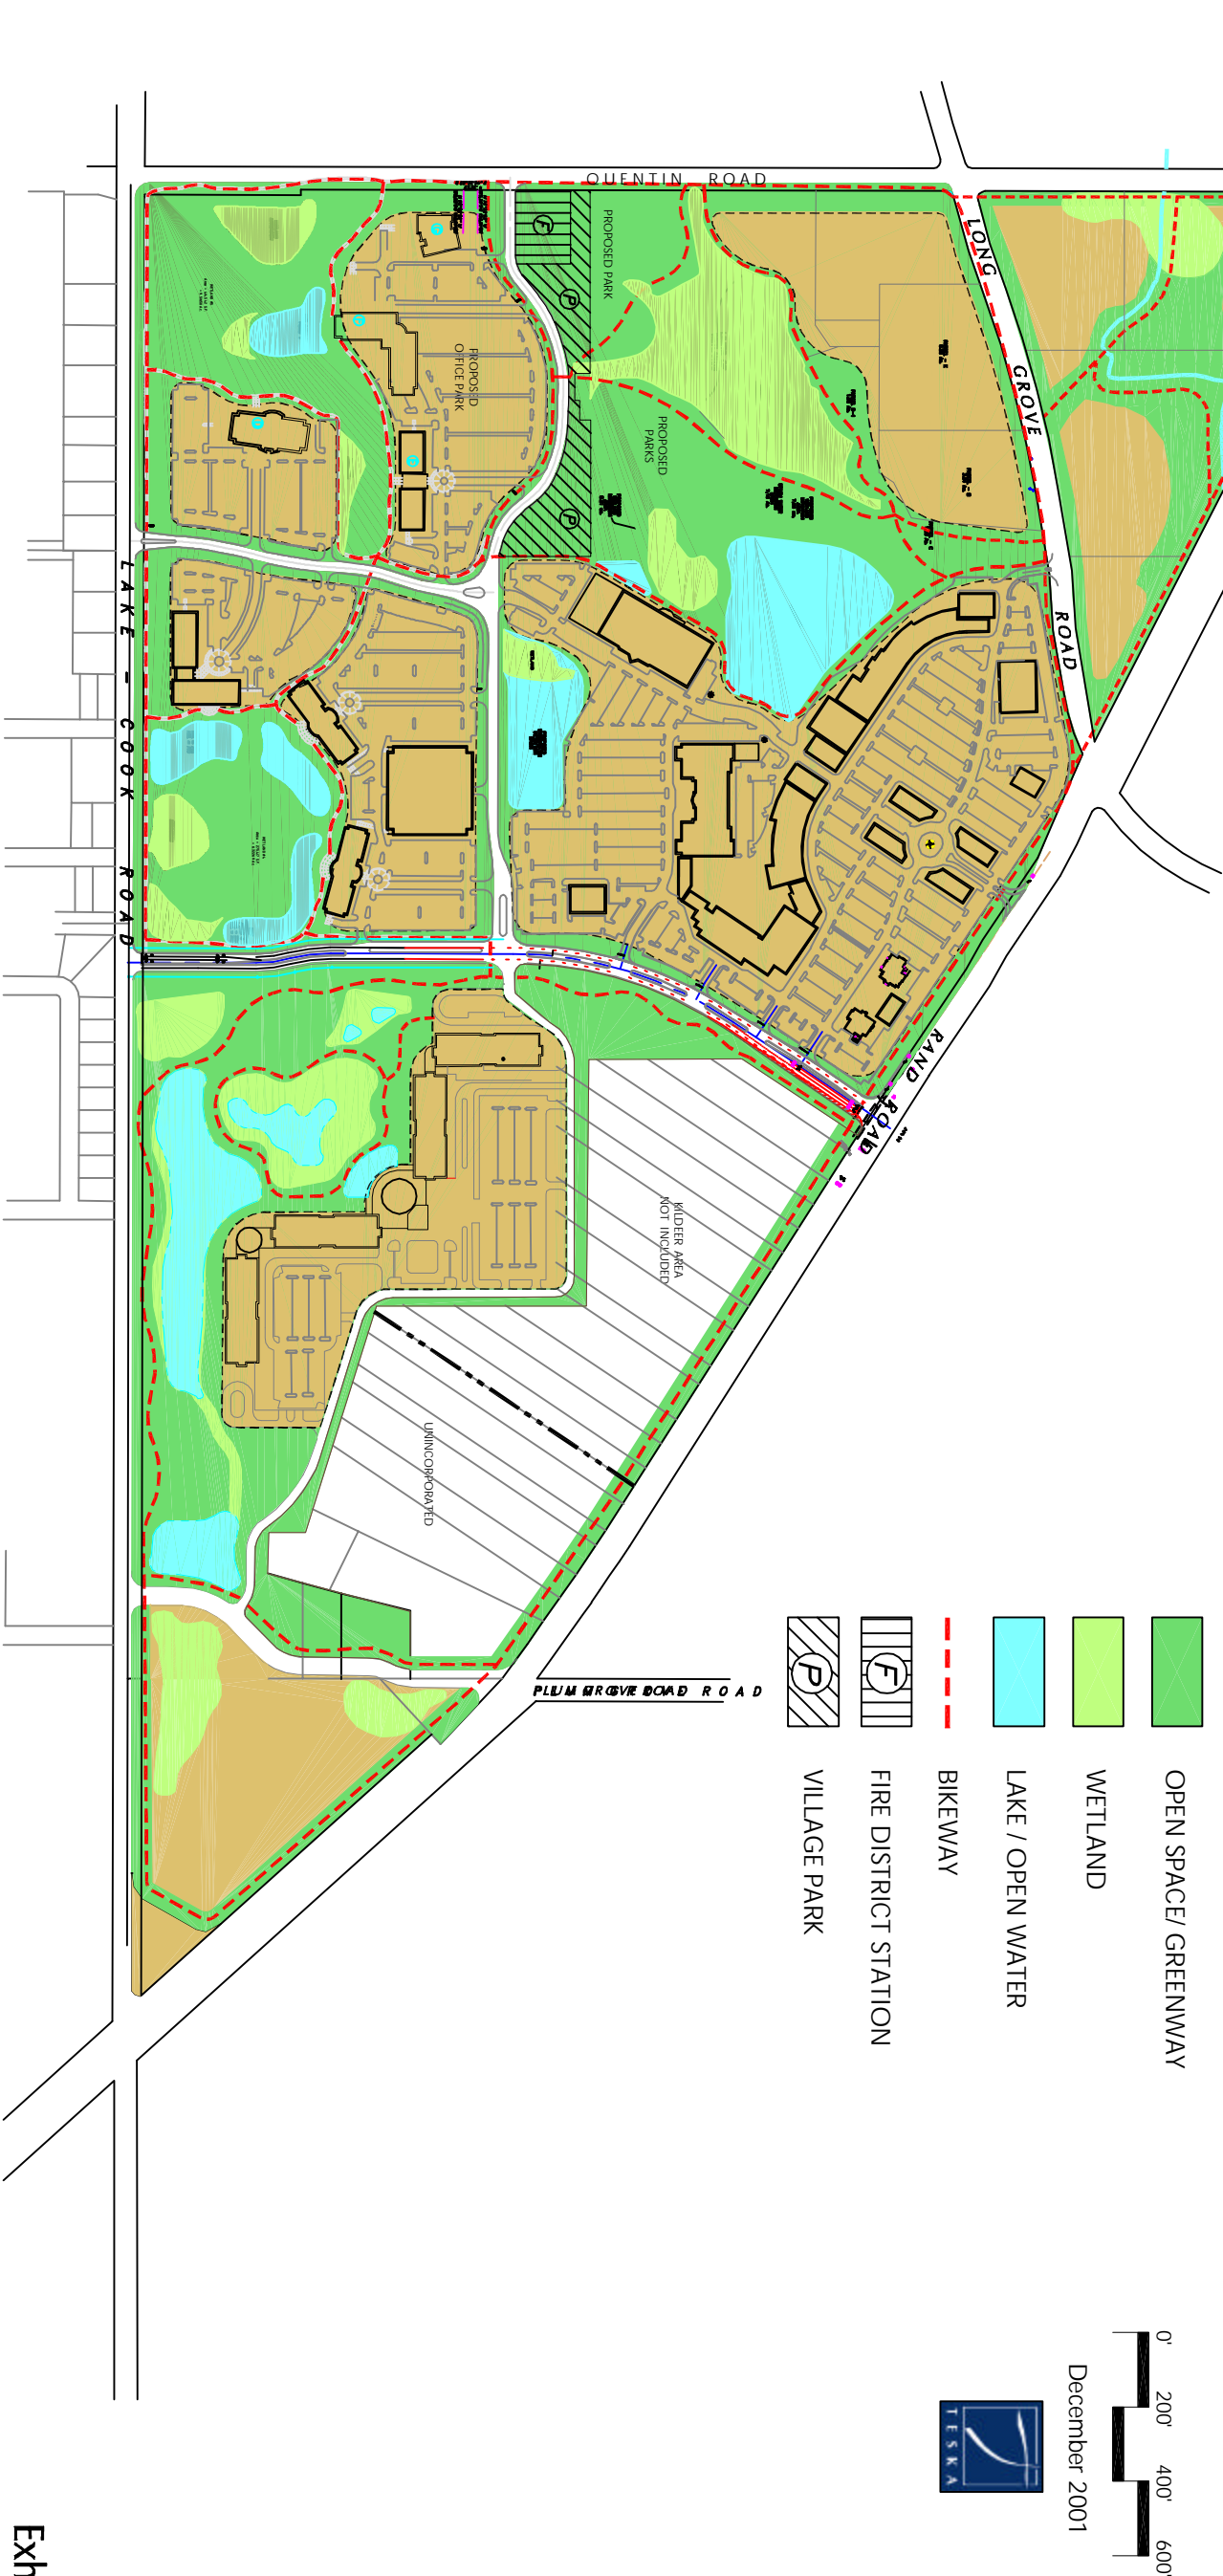 QUENTIN ROAD
LONG GROVE ROAD
PROPOSED PARK
F
P
PROPOSED
OFFICE PARK
PROPOSED
PARKS
P
LAKE - COOK ROAD
RAND ROAD
KILDEER AREA
NOT INCLUDED
UNINCORPORATED
ROAD
OPEN SPACE/ GREENWAY
WETLAND
LAKE / OPEN WATER
BIKEWAY
F
FIRE DISTRICT STATION
P
VILLAGE PARK
0' 200' 400' 600'
December 2001
TESKA
Exh